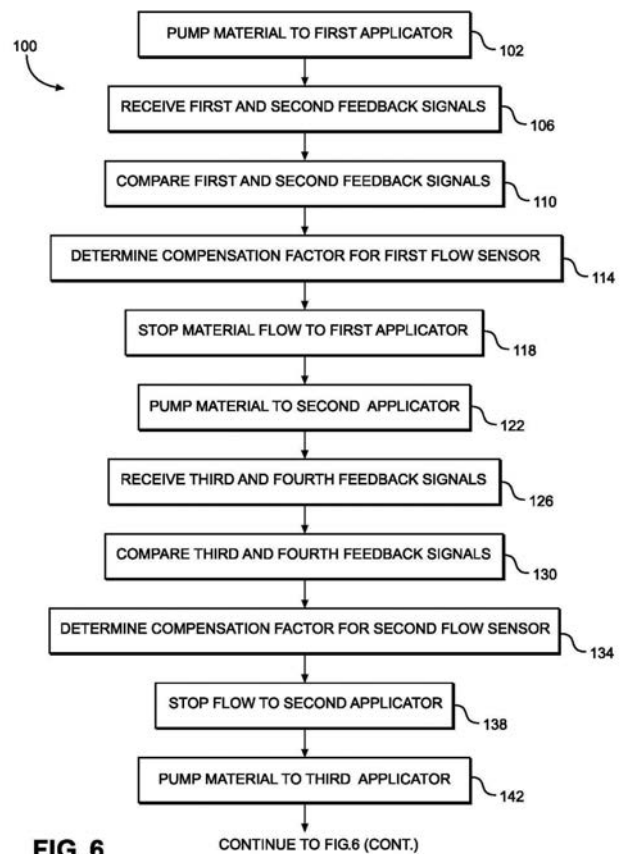 100
PUMP MATERIAL TO FIRST APPLICATOR
102
RECEIVE FIRST AND SECOND FEEDBACK SIGNALS
106
COMPARE FIRST AND SECOND FEEDBACK SIGNALS
110
DETERMINE COMPENSATION FACTOR FOR FIRST FLOW SENSOR
114
STOP MATERIAL FLOW TO FIRST APPLICATOR
118
PUMP MATERIAL TO SECOND APPLICATOR
122
RECEIVE THIRD AND FOURTH FEEDBACK SIGNALS
126
COMPARE THIRD AND FOURTH FEEDBACK SIGNALS
130
DETERMINE COMPENSATION FACTOR FOR SECOND FLOW SENSOR
134
STOP FLOW TO SECOND APPLICATOR
138
PUMP MATERIAL TO THIRD APPLICATOR
142
FIG. 6
CONTINUE TO FIG.6 (CONT.)